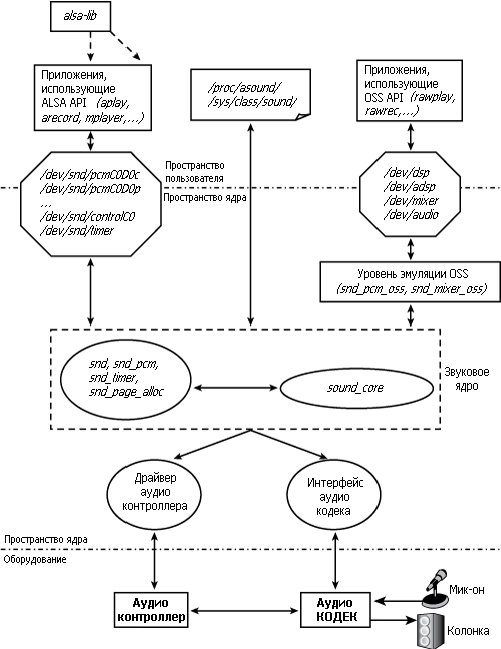 alsa-lib
Приложения,
использующие
ALSA API (aplay,
arecord, mplayer,...)
/proc/asound/
/sys/class/sound/
Приложения,
использующие
OSS API (rawplay,
rawrec,...)
/dev/snd/pcmC0D0c
/dev/snd/pcmC0D0p
...
/dev/snd/controlC0
/dev/snd/timer
Пространство
пользователя
Пространство ядра
/dev/dsp
/dev/adsp
/dev/mixer
/dev/audio
Уровень эмуляции OSS
(snd_pcm_oss, snd_mixer_oss)
snd, snd_pcm,
snd_timer,
snd_page_alloc
sound_core
Звуковое
ядро
Драйвер
аудио
контроллера
Интерфейс
аудио
кодека
Пространство ядра
Оборудование
Аудио
контроллер
Аудио
КОДЕК
Мик-он
Колонка